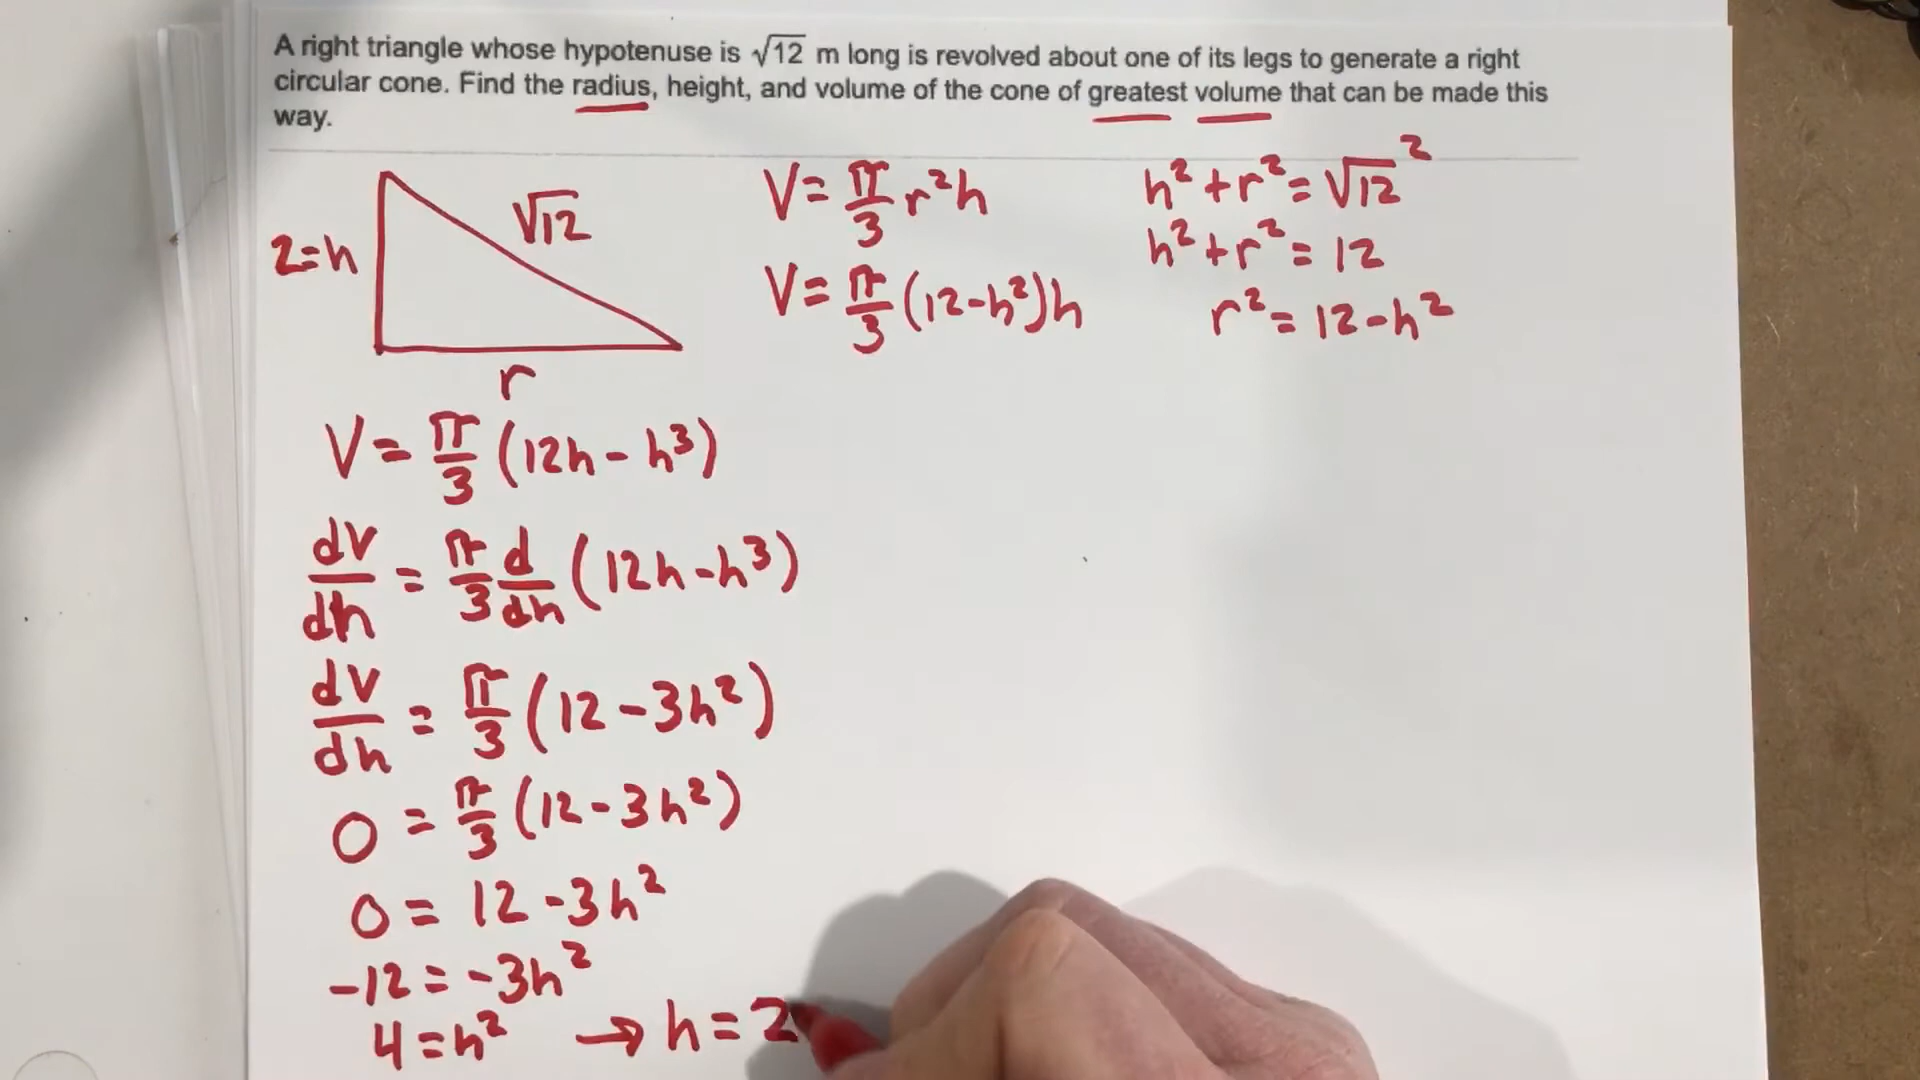 A right triangle whose hypotenuse is √12 m long is revolved about one of its legs to generate a right
circular cone. Find the radius, height, and volume of the cone of greatest volume that can be made this
way.
2=h
√12
r
V= π/3 r²h
V= π/3 (12-h²)h
h²+r²= √12²
h²+r²= 12
r²= 12-h²
V= π/3 (12h-h³)
dV/dh = π/3 d/dh (12h-h³)
dV/dh = π/3 (12-3h²)
0 = π/3 (12-3h²)
0 = 12-3h²
-12=-3h²
4=h² → h=2